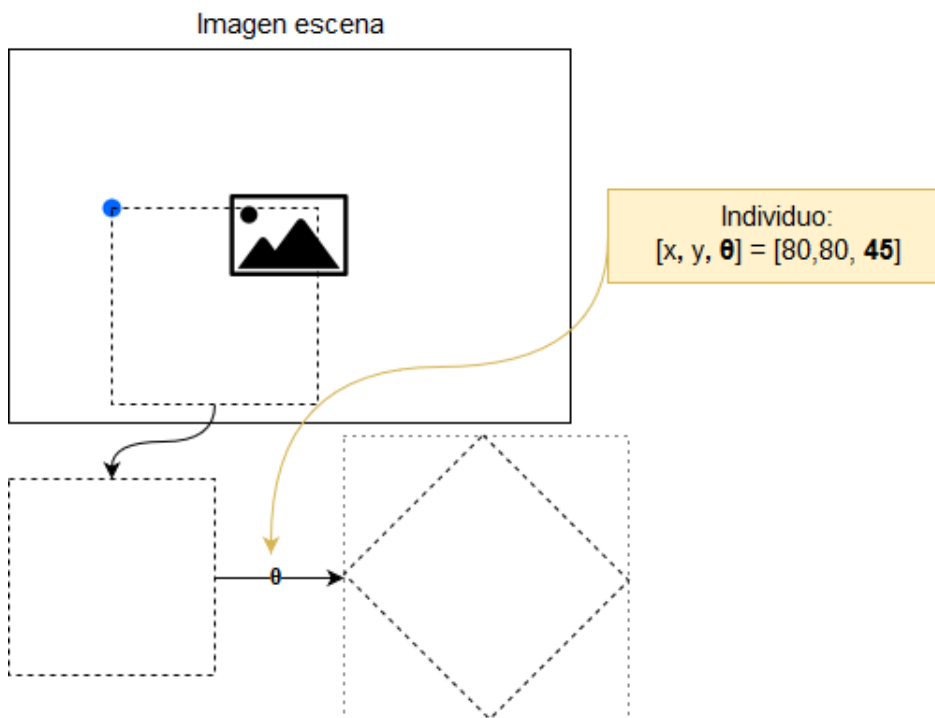 Imagen escena
Individuo:
[x, y, θ] = [80,80, 45]
θ